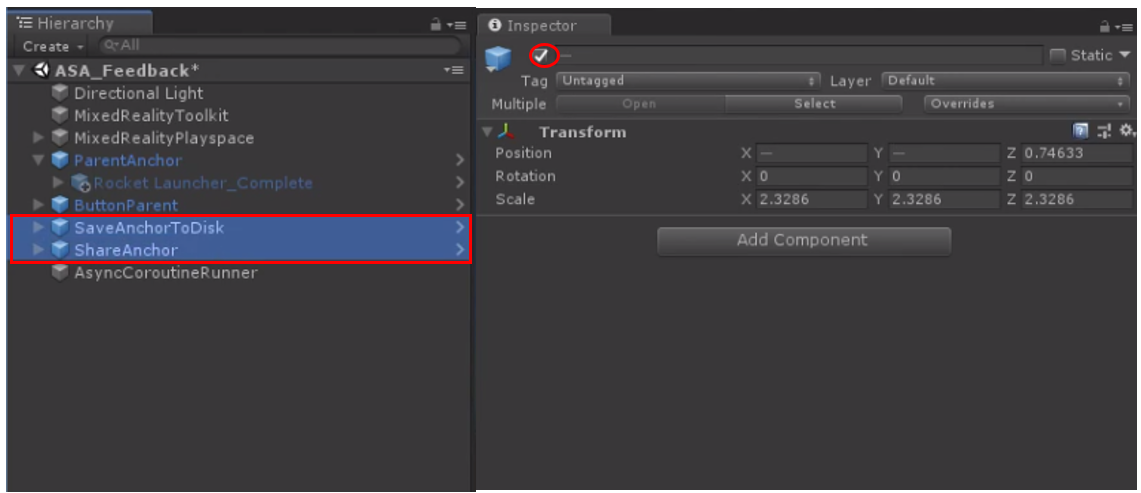 Hierarchy
Create All
ASA_Feedback*
Directional Light
MixedRealityToolkit
MixedRealityPlayspace
ParentAnchor
Rocket Launcher_Complete
ButtonParent
SaveAnchorToDisk
ShareAnchor
AsyncCoroutineRunner
Inspector
— Static
Tag Untagged Layer Default
Multiple Open Select Overrides
Transform
Position X — Y — Z 0.74633
Rotation X 0 Y 0 Z 0
Scale X 2.3286 Y 2.3286 Z 2.3286
Add Component